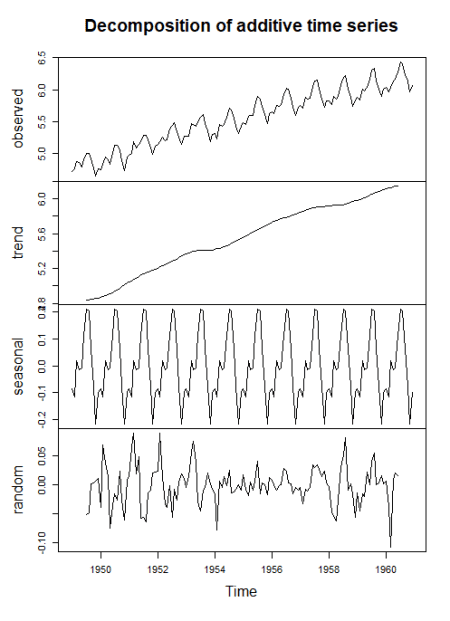 Decomposition of additive time series
observed
5.0 5.5 6.0 6.5
trend
4.8 5.2 5.6 6.0
seasonal
-0.2 -0.1 0.0 0.1 0.2
random
-0.10 0.00 0.05
1950 1952 1954 1956 1958 1960
Time